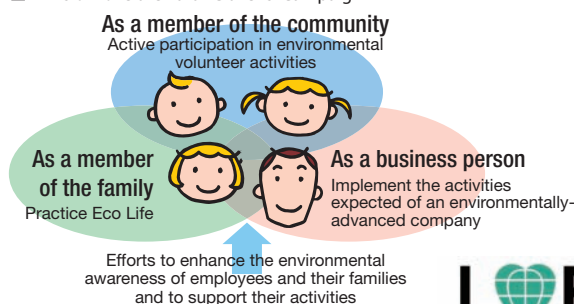 As a member of the community
Active participation in environmental
volunteer activities
As a member
of the family
Practice Eco Life
As a business person
Implement the activities
expected of an environmentally-
advanced company
Efforts to enhance the environmental
awareness of employees and their families
and to support their activities
I